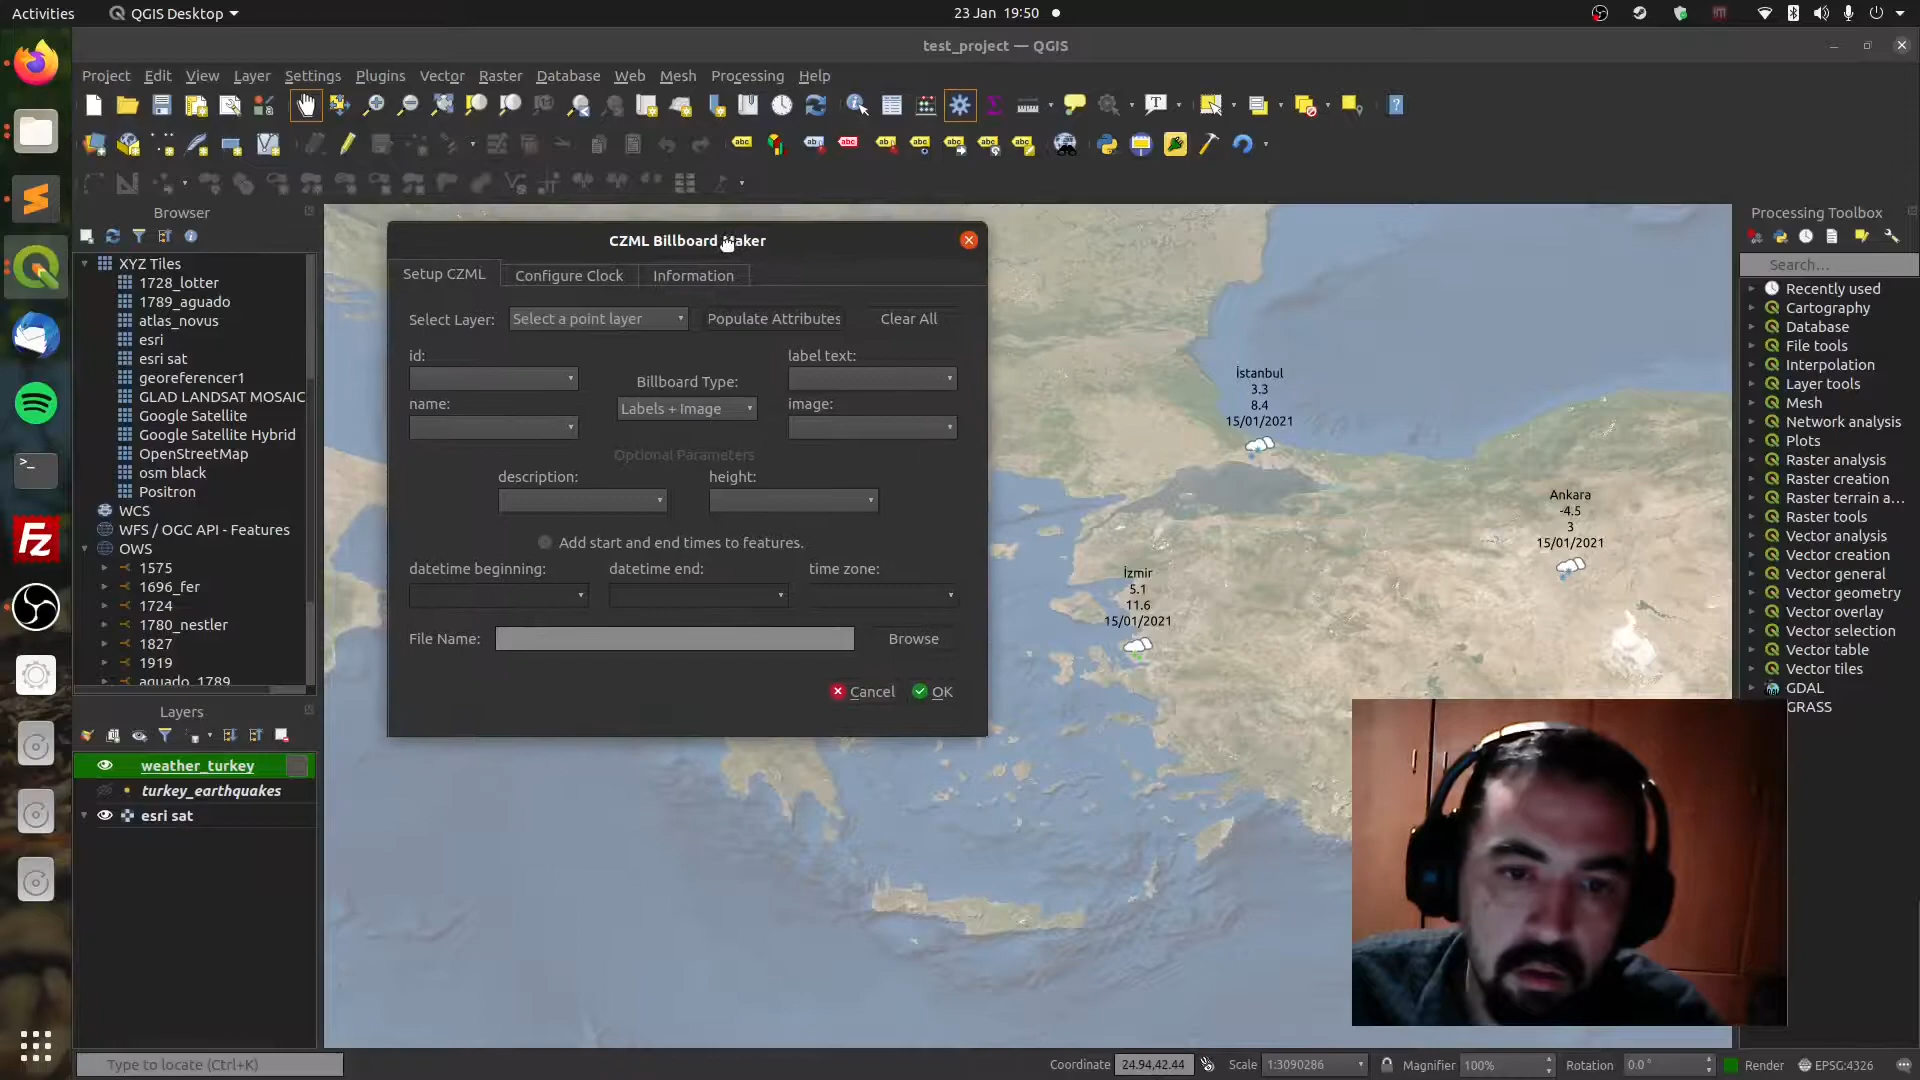 Activities
QGIS Desktop
23 Jan 19:50
test_project — QGIS
Project Edit View Layer Settings Plugins Vector Raster Database Web Mesh Processing Help
Browser
XYZ Tiles
1728_lotter
1789_aguado
atlas_novus
esri
esri sat
georeferencer1
GLAD LANDSAT MOSAIC
Google Satellite
Google Satellite Hybrid
OpenStreetMap
osm black
Positron
WCS
WFS / OGC API - Features
OWS
1575
1696_fer
1724
1780_nestler
1827
1919
aguado_1789
Layers
weather_turkey
turkey_earthquakes
esri sat
CZML Billboard Maker
Setup CZML
Configure Clock
Information
Select Layer:
Select a point layer
Populate Attributes
Clear All
id:
label text:
Billboard Type:
name:
Labels + Image
image:
Optional Parameters
description:
height:
Add start and end times to features.
datetime beginning:
datetime end:
time zone:
File Name:
Browse
Cancel
OK
İstanbul
3.3
8.4
15/01/2021
Ankara
-4.5
3
15/01/2021
İzmir
5.1
11.6
15/01/2021
Processing Toolbox
Search...
Recently used
Cartography
Database
File tools
Interpolation
Layer tools
Mesh
Network analysis
Plots
Raster analysis
Raster creation
Raster terrain a...
Raster tools
Vector analysis
Vector creation
Vector general
Vector geometry
Vector overlay
Vector selection
Vector table
Vector tiles
GDAL
GRASS
Type to locate (Ctrl+K)
Coordinate
24.94,42.44
Scale
1:3090286
Magnifier
100%
Rotation
0.0 °
Render
EPSG:4326